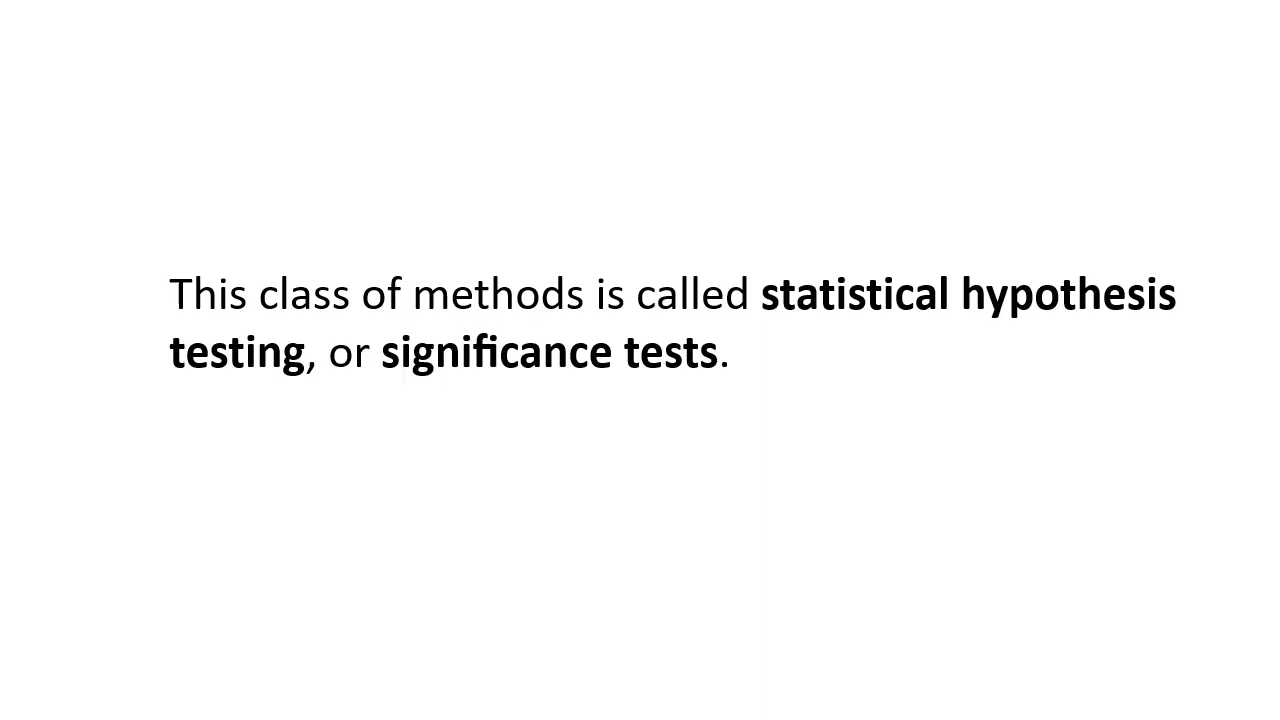 This class of methods is called statistical hypothesis
testing, or significance tests.